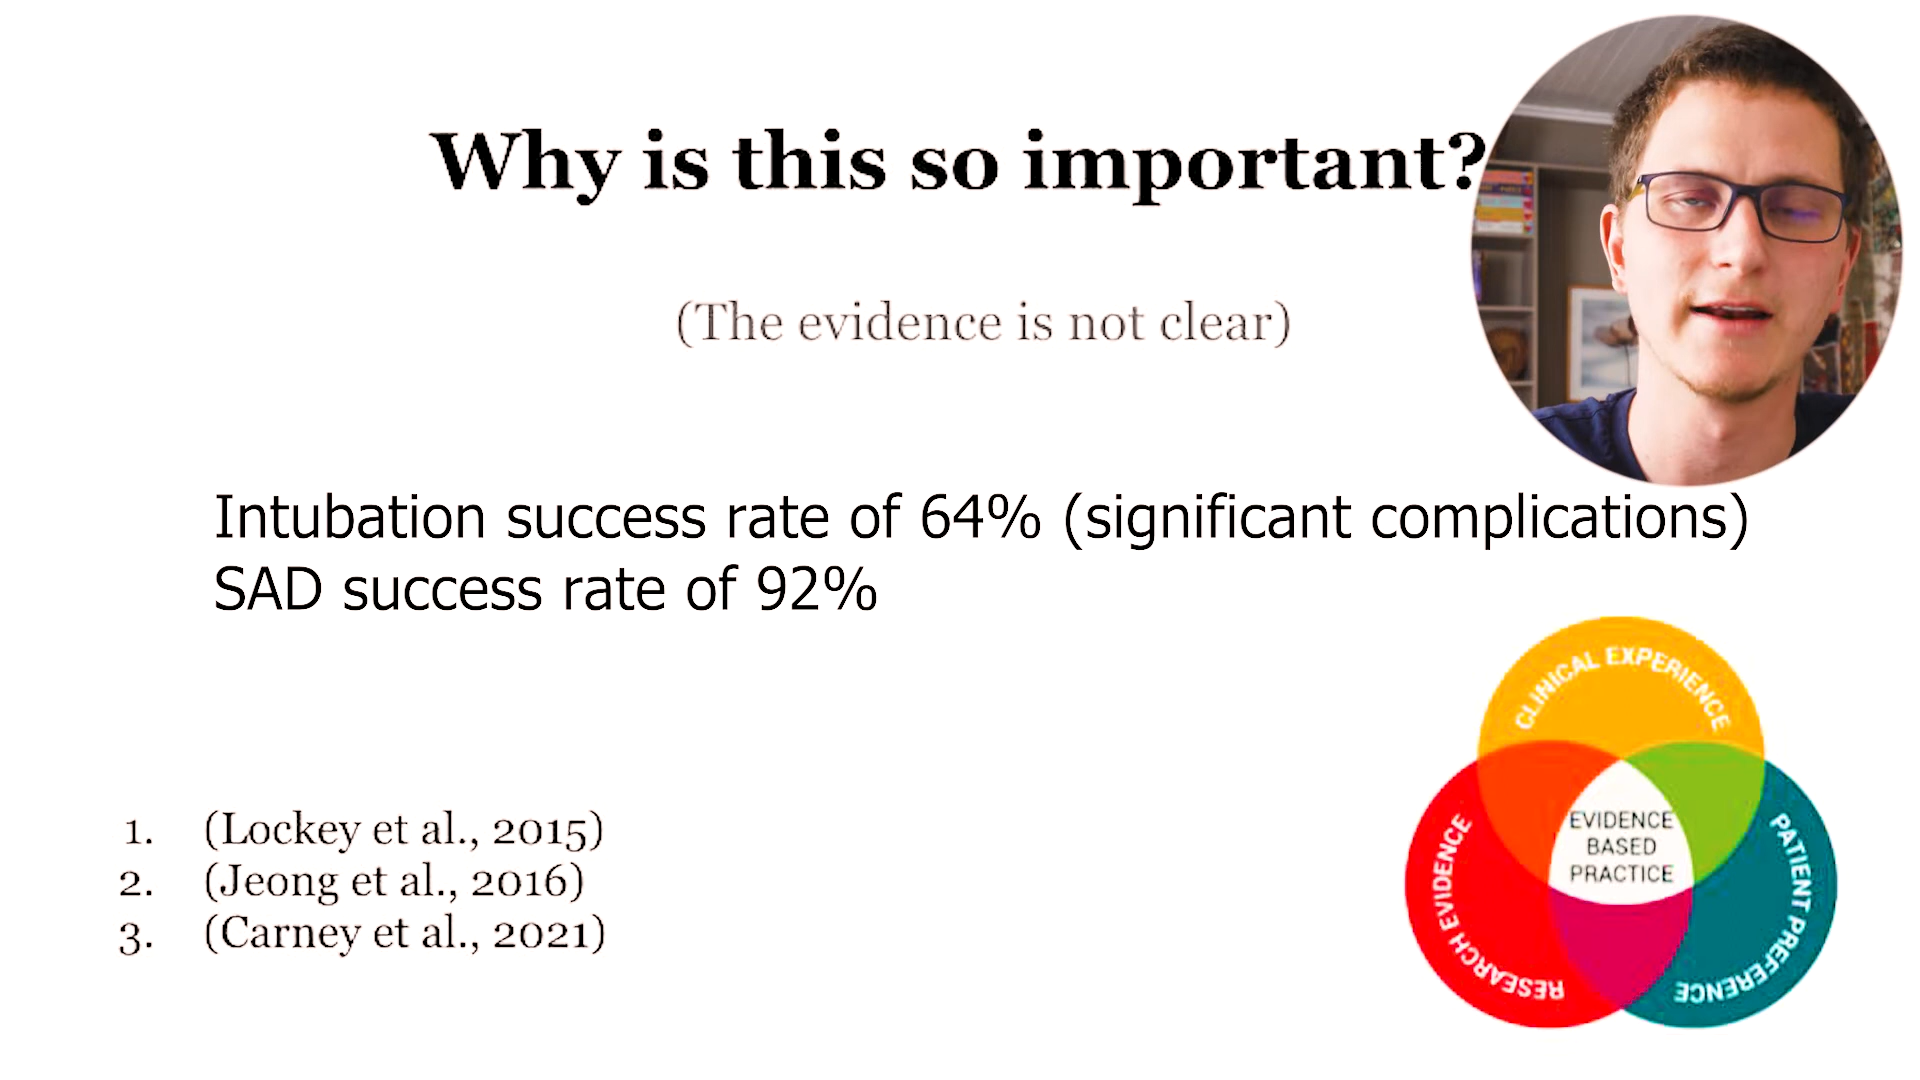 Why is this so important?
(The evidence is not clear)
Intubation success rate of 64% (significant complications)
SAD success rate of 92%
1. (Lockey et al., 2015)
2. (Jeong et al., 2016)
3. (Carney et al., 2021)
CLINICAL EXPERIENCE
RESEARCH EVIDENCE
EVIDENCE
BASED
PRACTICE
PATIENT PREFERENCE